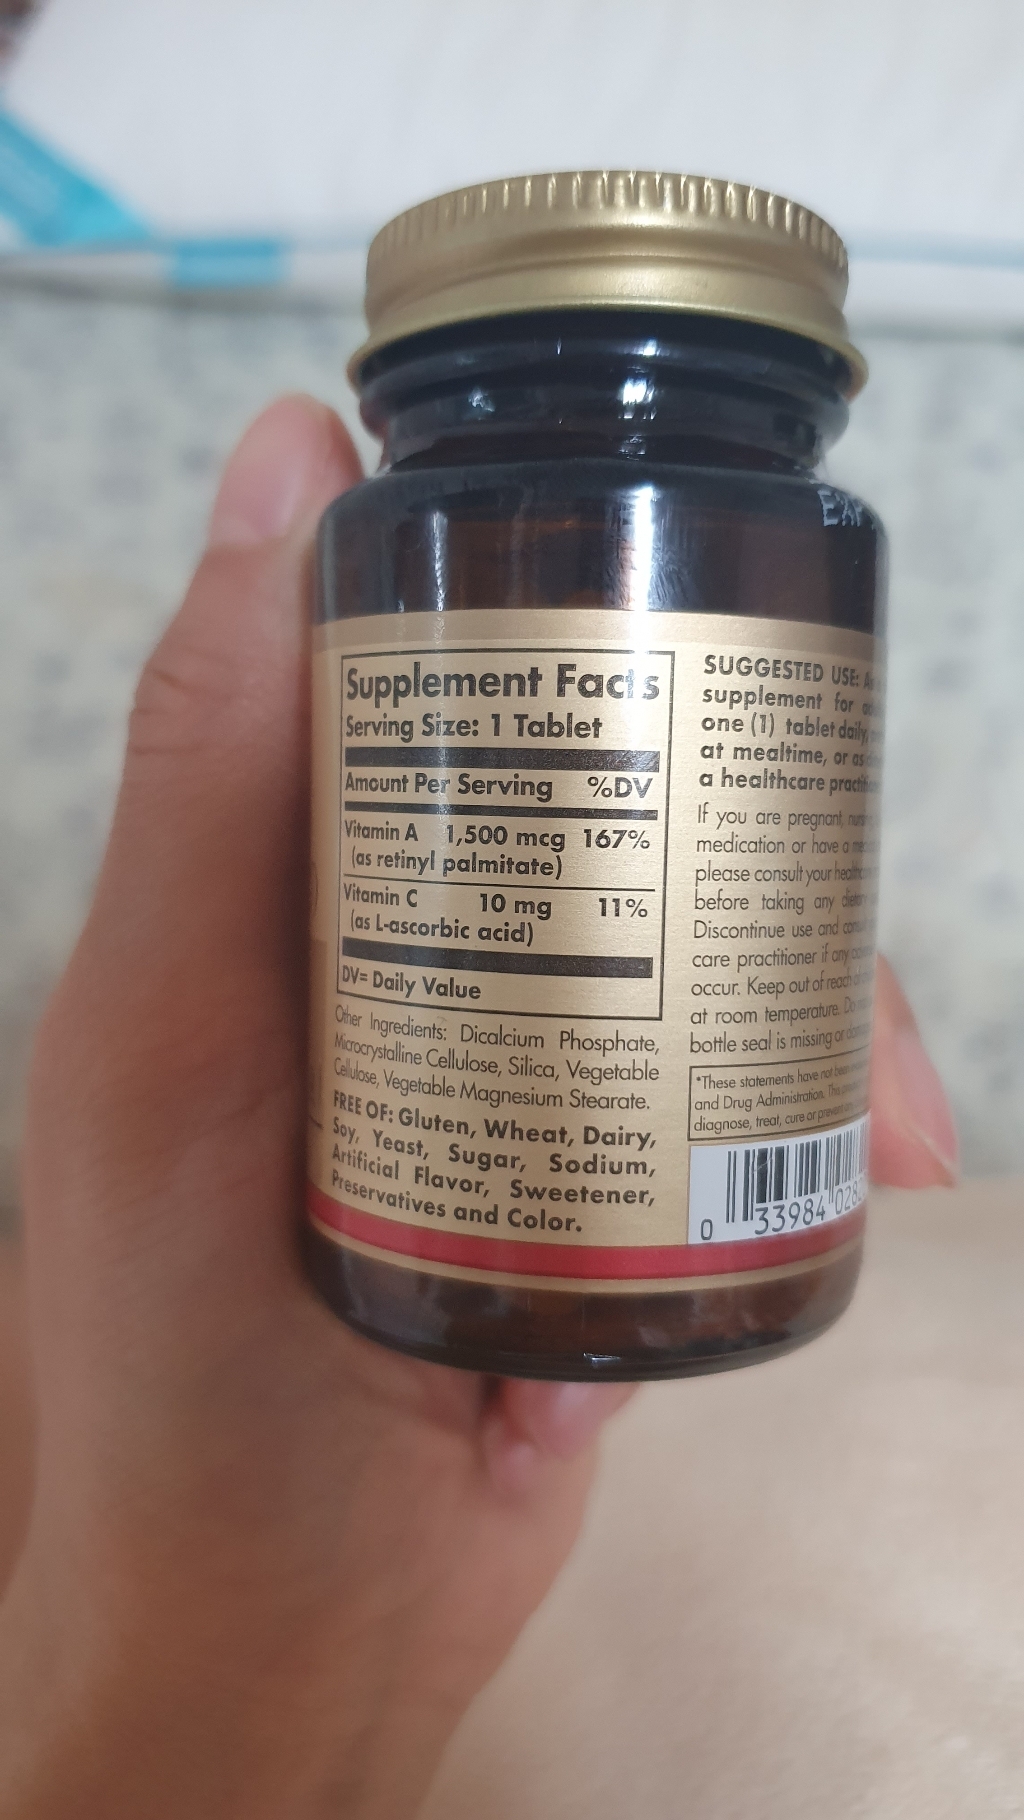 Supplement Facts
Serving Size: 1 Tablet
Amount Per Serving %DV
Vitamin A 1,500 mcg 167%
(as retinyl palmitate)
Vitamin C 10 mg 11%
(as L-ascorbic acid)
DV= Daily Value
Other Ingredients: Dicalcium Phosphate,
Microcrystalline Cellulose, Silica, Vegetable
Cellulose, Vegetable Magnesium Stearate.
FREE OF: Gluten, Wheat, Dairy,
Soy, Yeast, Sugar, Sodium,
Artificial Flavor, Sweetener,
Preservatives and Color.
SUGGESTED USE:
supplement for
one (1) tablet daily,
at mealtime, or as
a healthcare
If you are pregnant,
medication or have a
please consult your
before taking any
Discontinue use and
care practitioner if any
occur. Keep out of reach
at room temperature.
bottle seal is missing or
*These statements have not been
and Drug Administration. This
diagnose, treat, cure or
0 33984